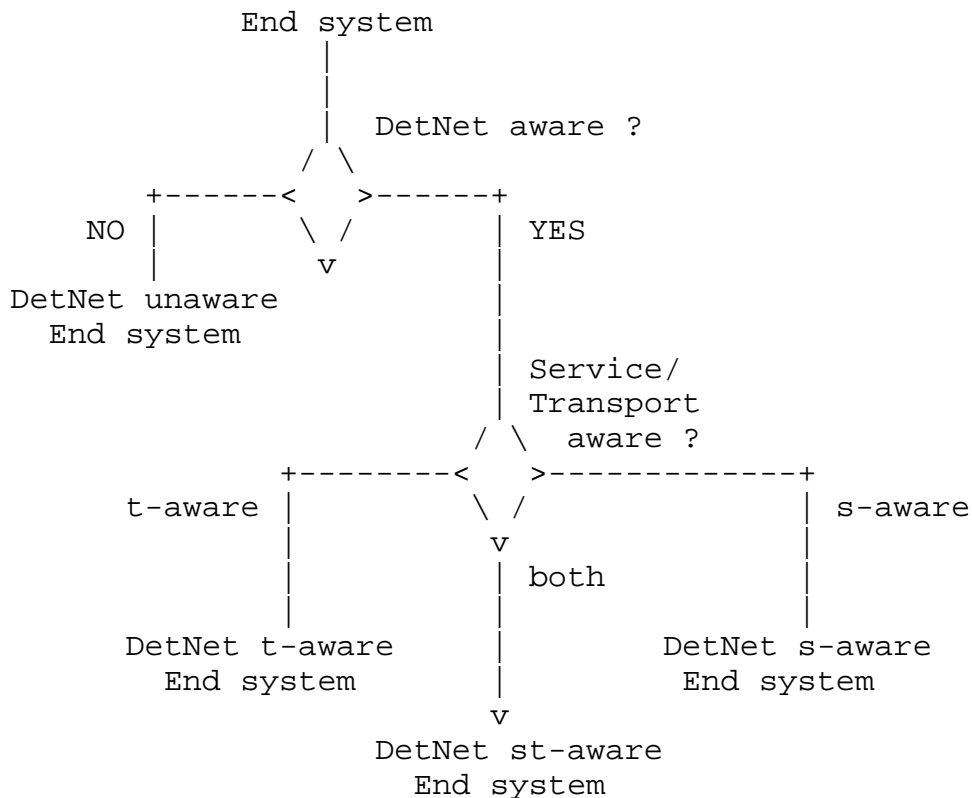 End system
DetNet aware ?
NO
YES
DetNet unaware
End system
Service/
Transport
aware ?
t-aware
s-aware
both
DetNet t-aware
End system
DetNet s-aware
End system
DetNet st-aware
End system